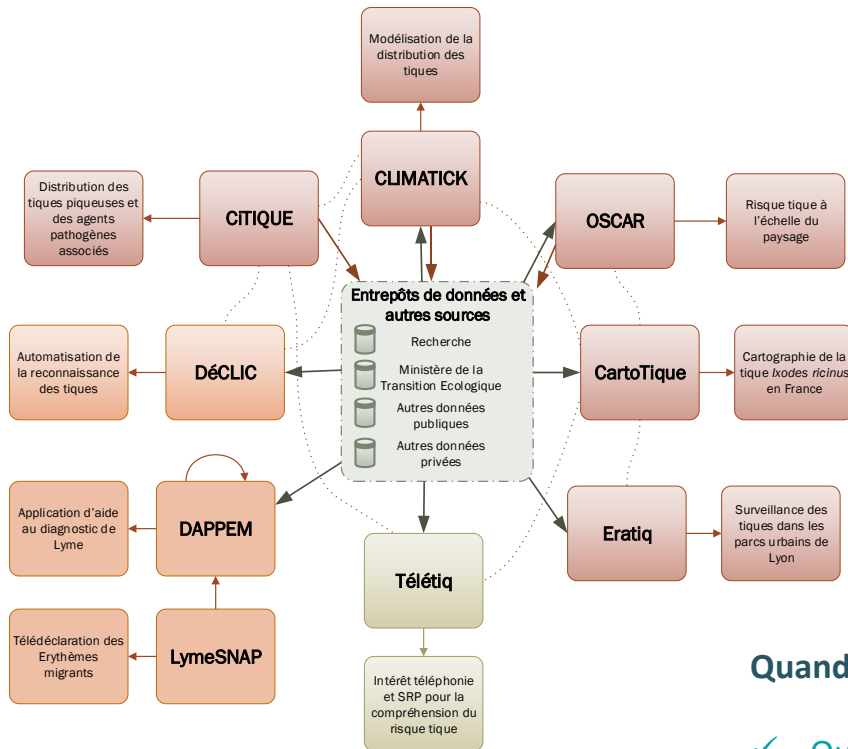 Modélisation de la
distribution des
tiques
CLIMATICK
Distribution des
tiques piqueuses et
des agents
pathogènes
associés
CiTIQUE
OSCAR
Risque tique à
l'échelle du
paysage
Entrepôts de données et
autres sources
Recherche
Ministère de la
Transition Ecologique
Autres données
publiques
Autres données
privées
Automatisation de
la reconnaissance
des tiques
DéCLIC
CartoTique
Cartographie de la
tique Ixodes ricinus
en France
Application d'aide
au diagnostic de
Lyme
DAPPEM
Télétiq
Eratiq
Surveillance des
tiques dans les
parcs urbains de
Lyon
Télédéclaration des
Erythèmes
migrants
LymeSNAP
Intérêt téléphonie
et SRP pour la
compréhension du
risque tique
Quand